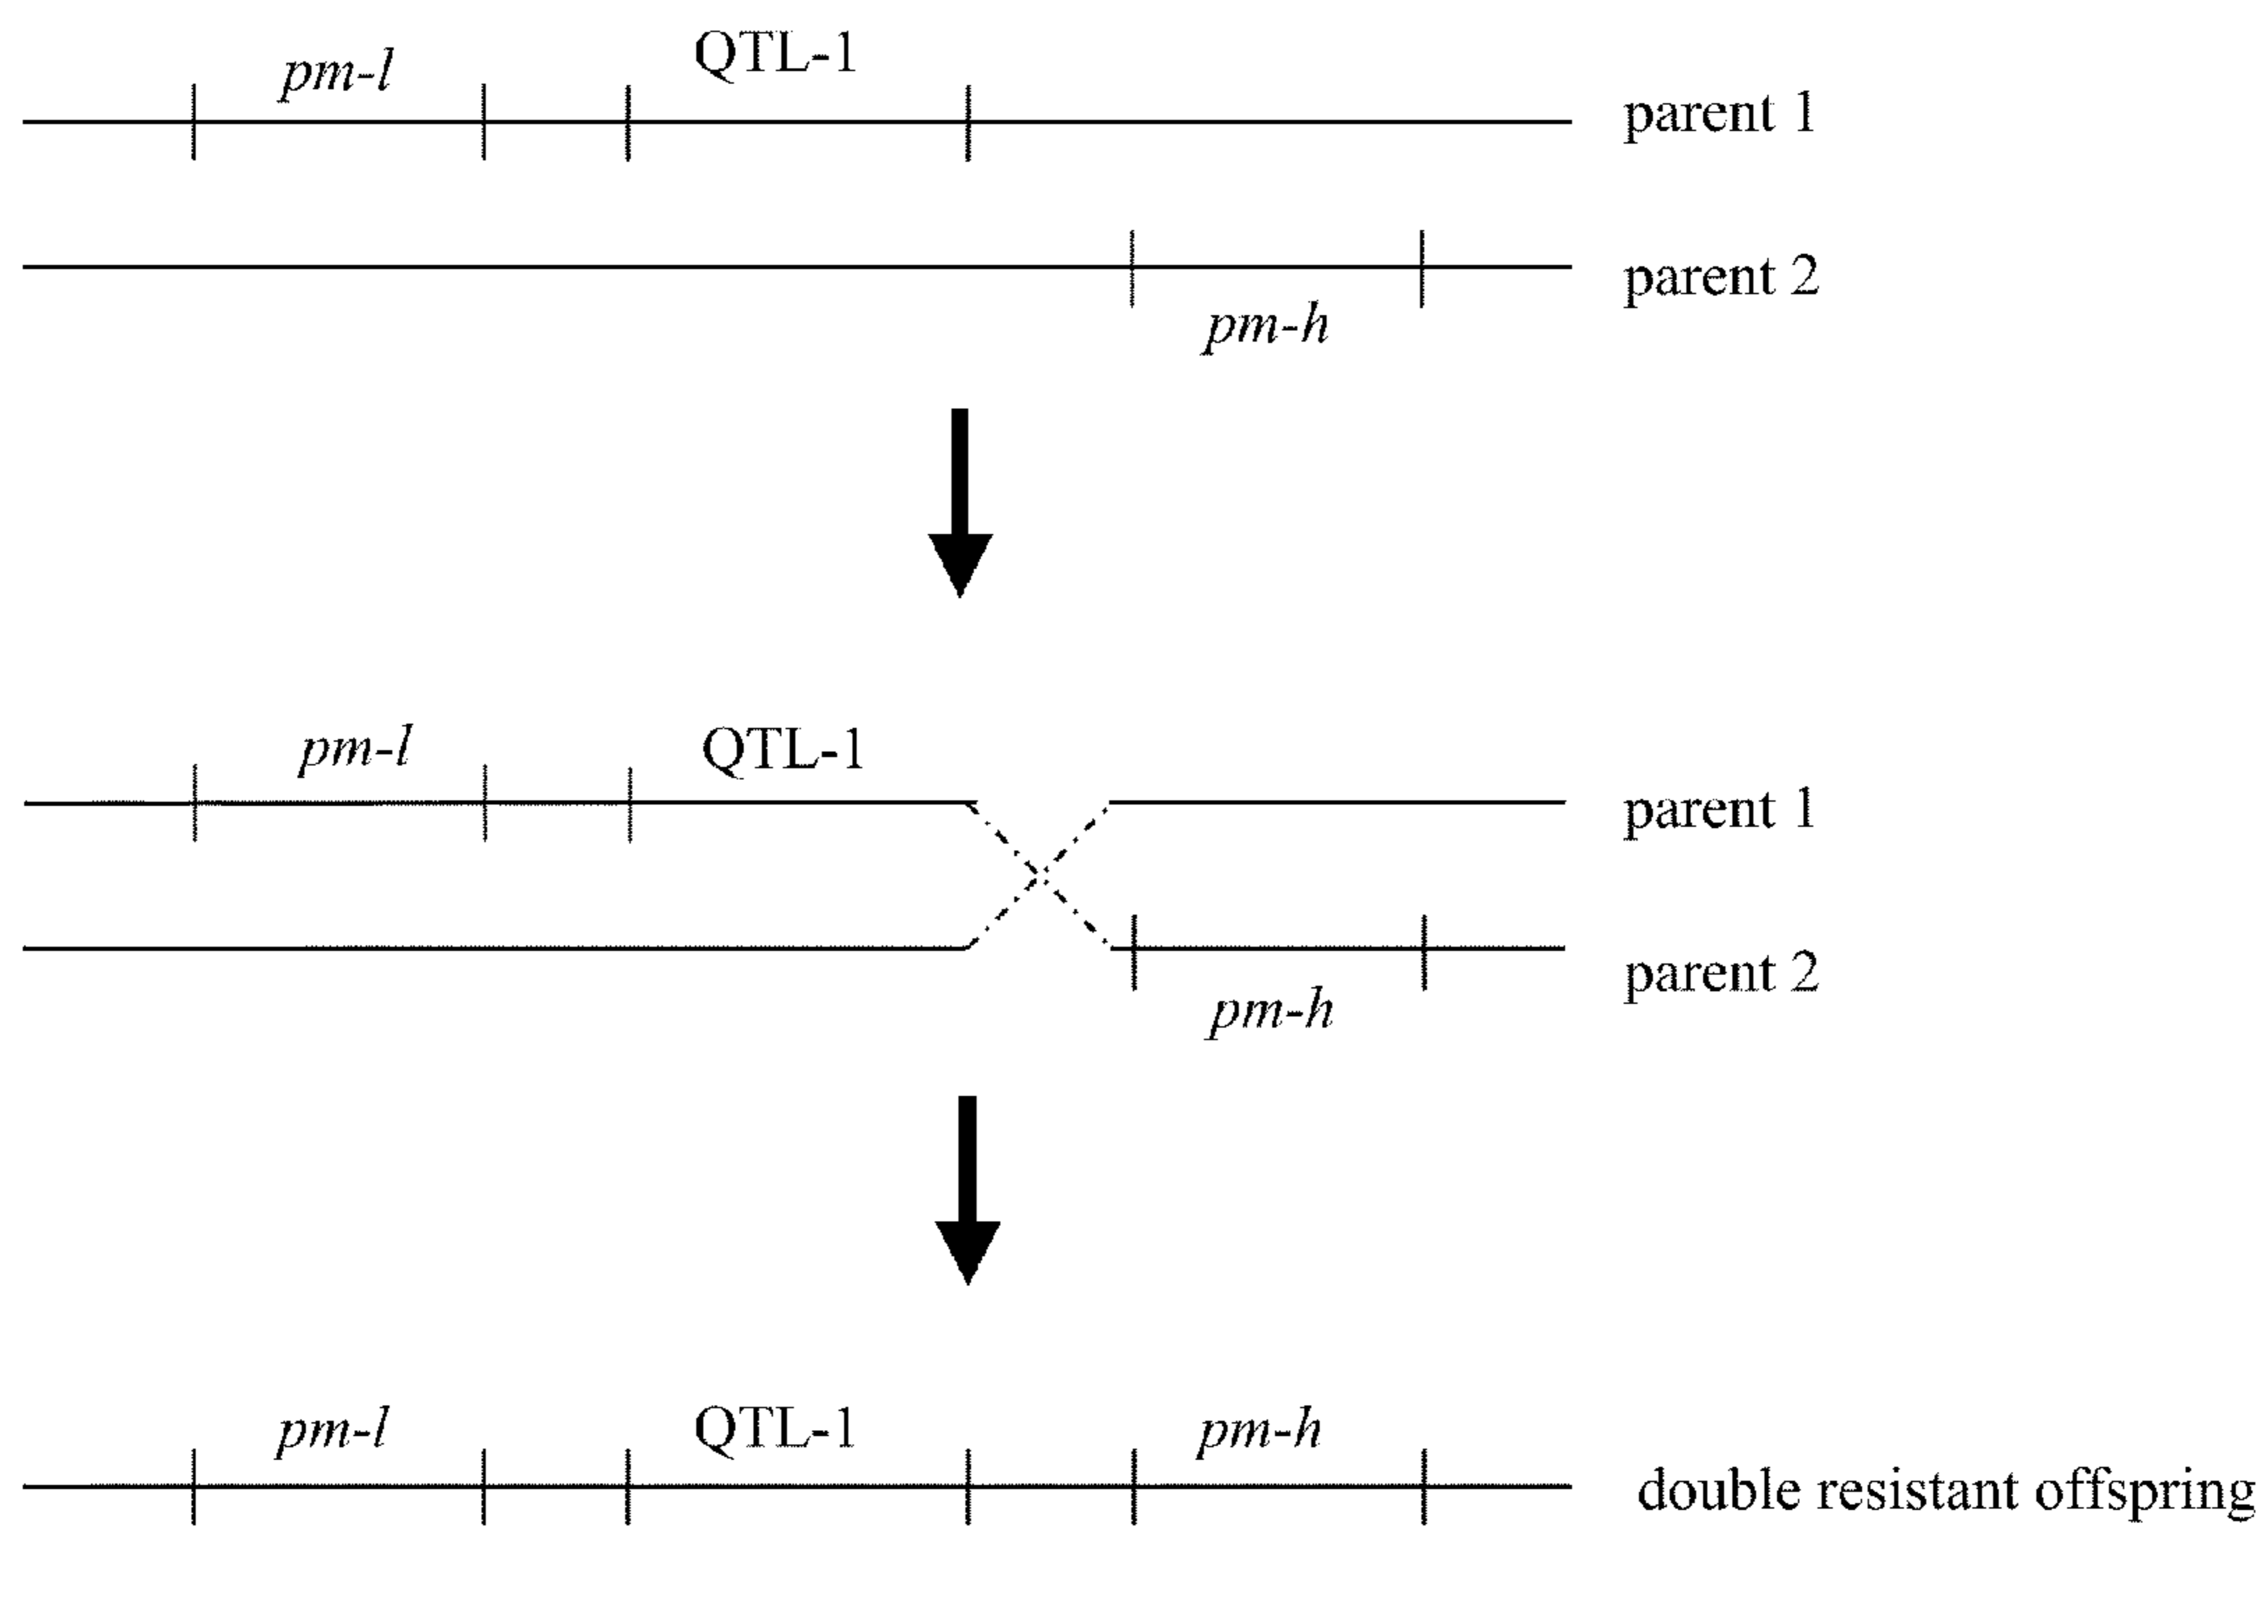 pm-l
QTL-1
parent 1
parent 2
pm-h
pm-l
QTL-1
parent 1
parent 2
pm-h
pm-l
QTL-1
pm-h
double resistant offspring